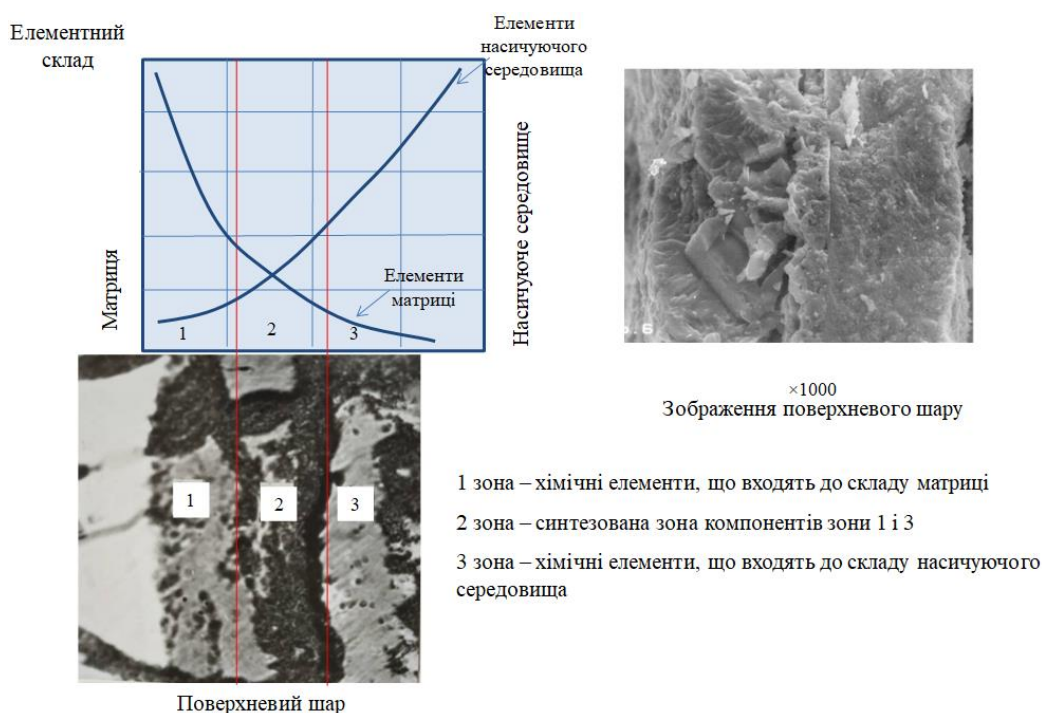 Елементний
склад
Елементи
насичуючого
середовища
Матриця
Насичуюче середовище
Елементи
матриці
1
2
3
р.6
×1000
Зображення поверхневого шару
1
2
3
1 зона – хімічні елементи, що входять до складу матриці
2 зона – синтезована зона компонентів зони 1 і 3
3 зона – хімічні елементи, що входять до складу насичуючого
середовища
Поверхневий шар